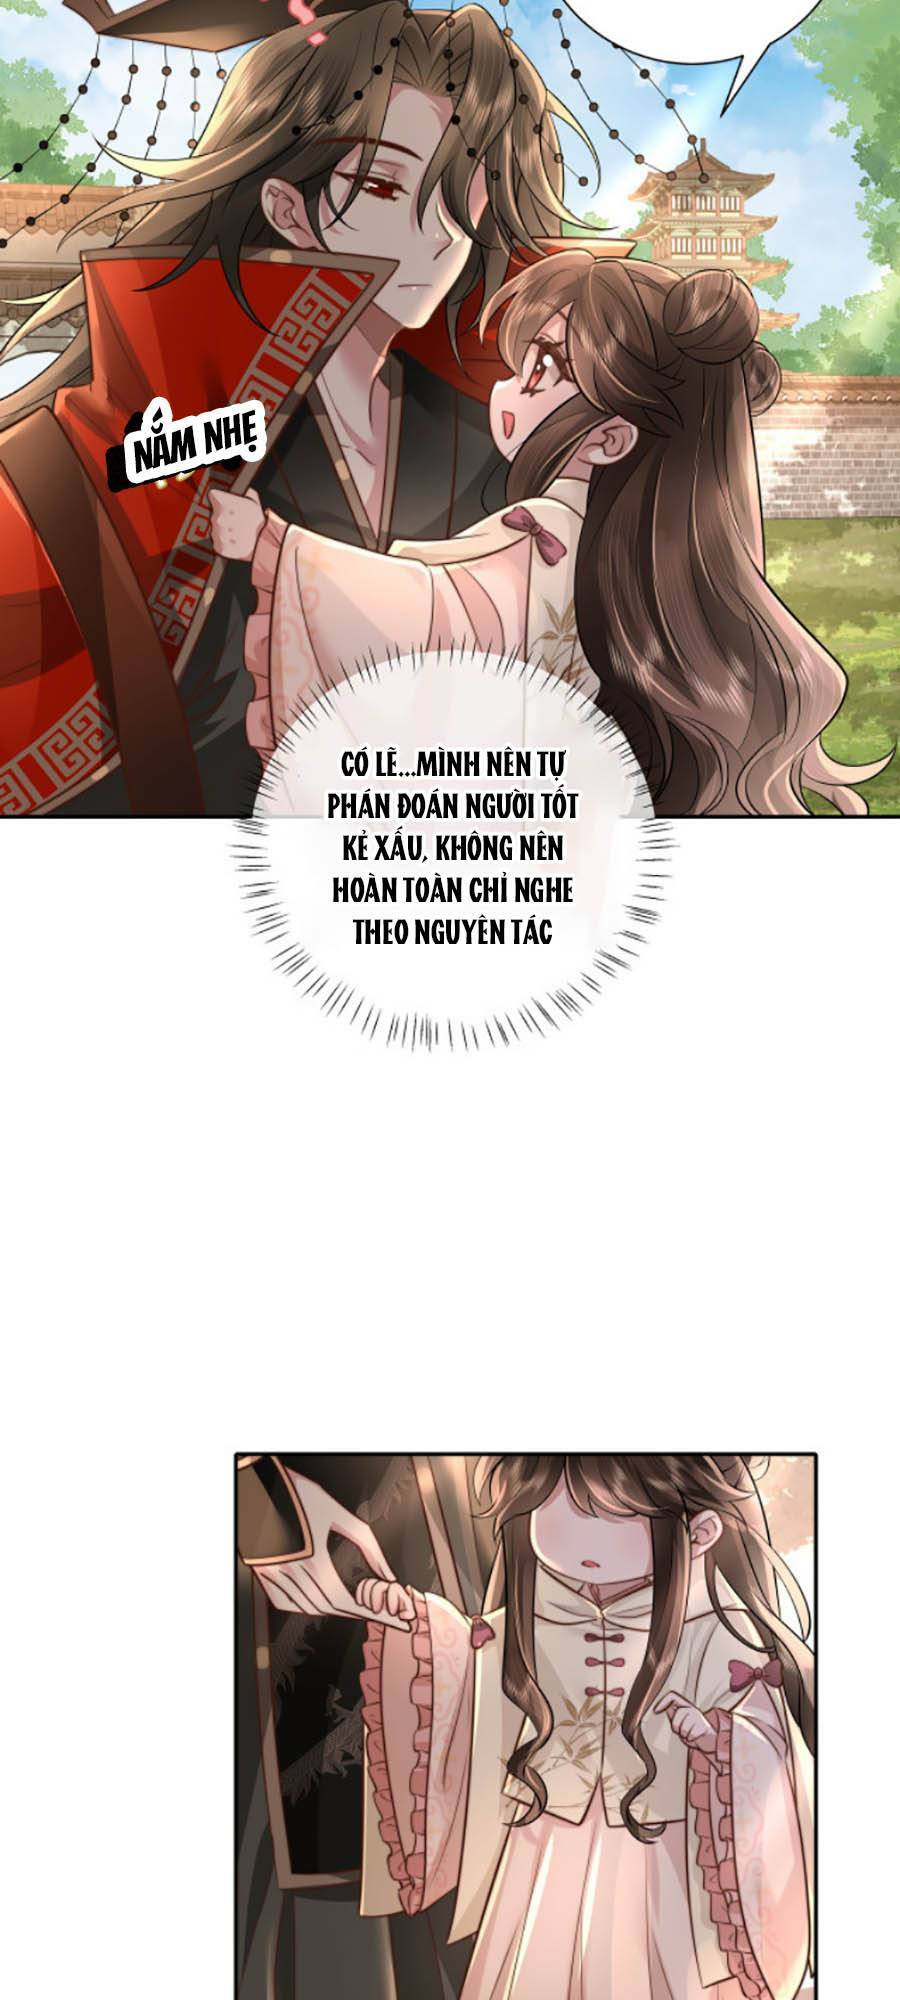 NẮM NHẸ
CÓ LẼ...MÌNH NÊN TỰ
PHÁN ĐOÁN NGƯỜI TỐT
KẺ XẤU, KHÔNG NÊN
HOÀN TOÀN CHỈ NGHE
THEO NGUYÊN TÁC